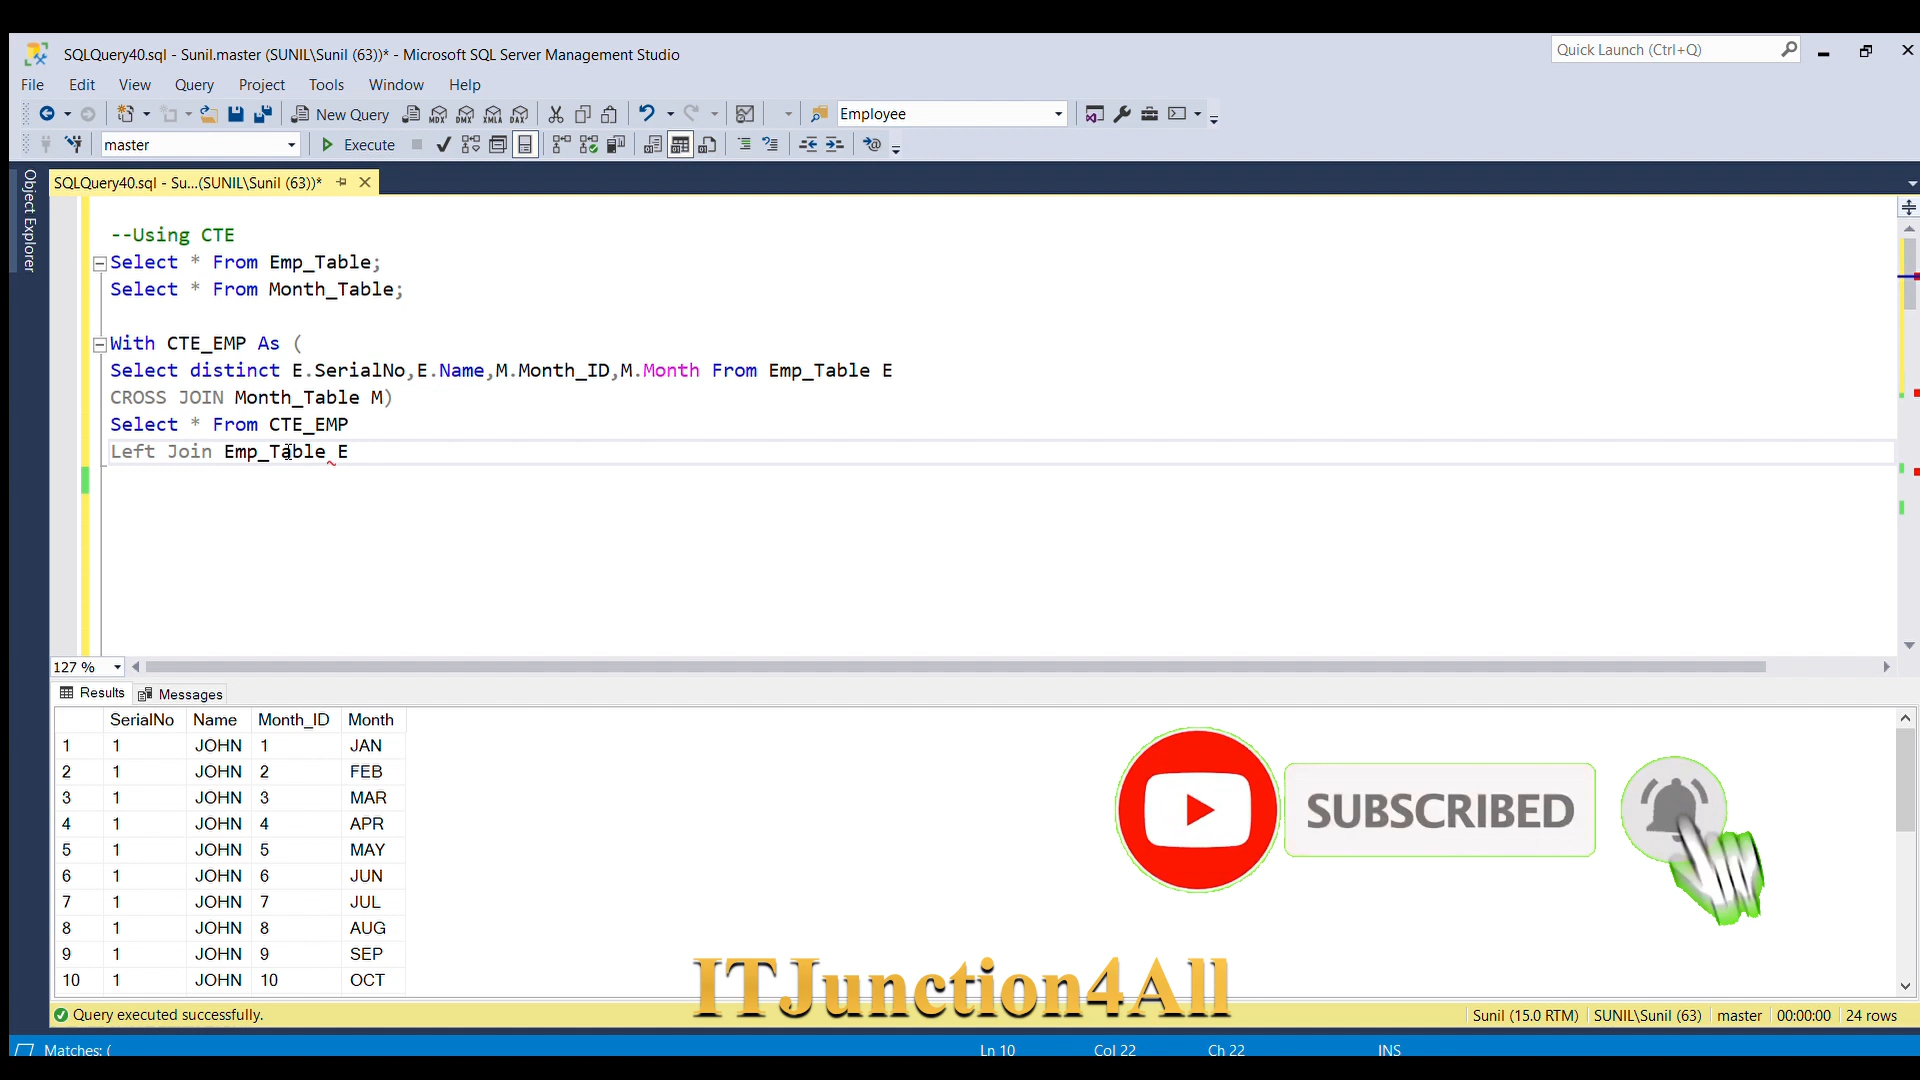 SQLQuery40.sql - Sunil.master (SUNIL\Sunil (63))* - Microsoft SQL Server Management Studio
Quick Launch (Ctrl+Q)
File Edit View Query Project Tools Window Help
New Query
MDX DMX XMLA DAX
Employee
master
Execute
Object Explorer
SQLQuery40.sql - Su...(SUNIL\Sunil (63))*
--Using CTE
Select * From Emp_Table;
Select * From Month_Table;
With CTE_EMP As (
Select distinct E.SerialNo,E.Name,M.Month_ID,M.Month From Emp_Table E
CROSS JOIN Month_Table M)
Select * From CTE_EMP
Left Join Emp_Table E
127 %
Results Messages
SerialNo Name Month_ID Month
1 1 JOHN 1 JAN
2 1 JOHN 2 FEB
3 1 JOHN 3 MAR
4 1 JOHN 4 APR
5 1 JOHN 5 MAY
6 1 JOHN 6 JUN
7 1 JOHN 7 JUL
8 1 JOHN 8 AUG
9 1 JOHN 9 SEP
10 1 JOHN 10 OCT
SUBSCRIBED
ITJunction4All
Query executed successfully.
Sunil (15.0 RTM) SUNIL\Sunil (63) master 00:00:00 24 rows
Matches: (
Ln 10 Col 22 Ch 22 INS